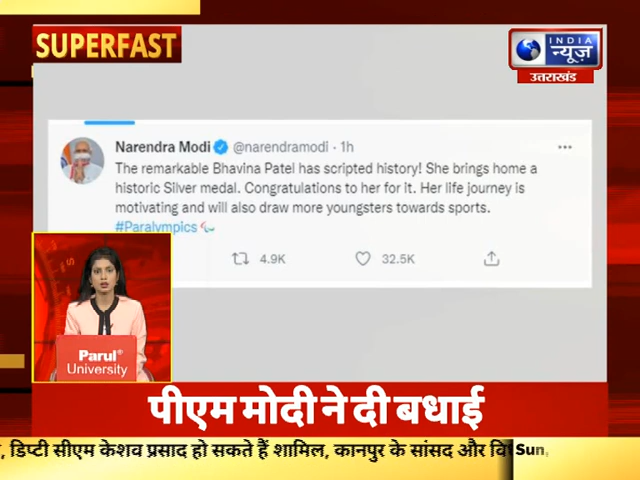 SUPERFAST
INDIA
न्यूज़
उत्तराखंड
Narendra Modi @narendramodi · 1h
The remarkable Bhavina Patel has scripted history! She brings home a
historic Silver medal. Congratulations to her for it. Her life journey is
motivating and will also draw more youngsters towards sports.
#Paralympics
4.9K 32.5K
Parul®
University
पीएम मोदी ने दी बधाई
, डिप्टी सीएम केशव प्रसाद हो सकते हैं शामिल, कानपुर के सांसद और Sun,